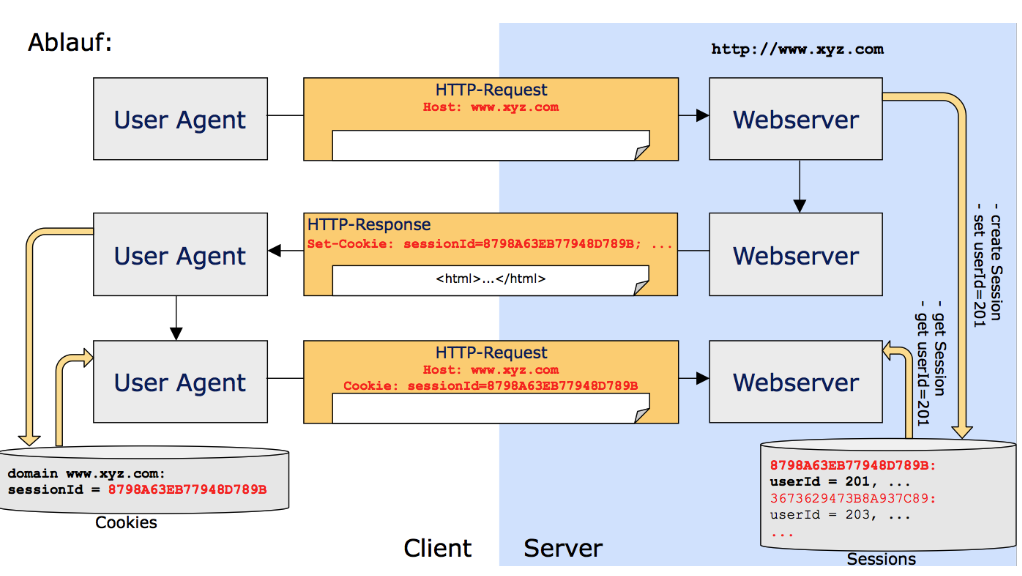 Ablauf:
http://www.xyz.com
User Agent
HTTP-Request
Host: www.xyz.com
Webserver
- create Session
- set userId=201
User Agent
HTTP-Response
Set-Cookie: sessionId=8798A63EB77948D789B; ...
<html>...</html>
Webserver
User Agent
HTTP-Request
Host: www.xyz.com
Cookie: sessionId=8798A63EB77948D789B
Webserver
- get Session
- get userId=201
domain www.xyz.com:
sessionId = 8798A63EB77948D789B
Cookies
8798A63EB77948D789B:
userId = 201, ...
3673629473B8A937C89:
userId = 203, ...
...
Sessions
Client
Server